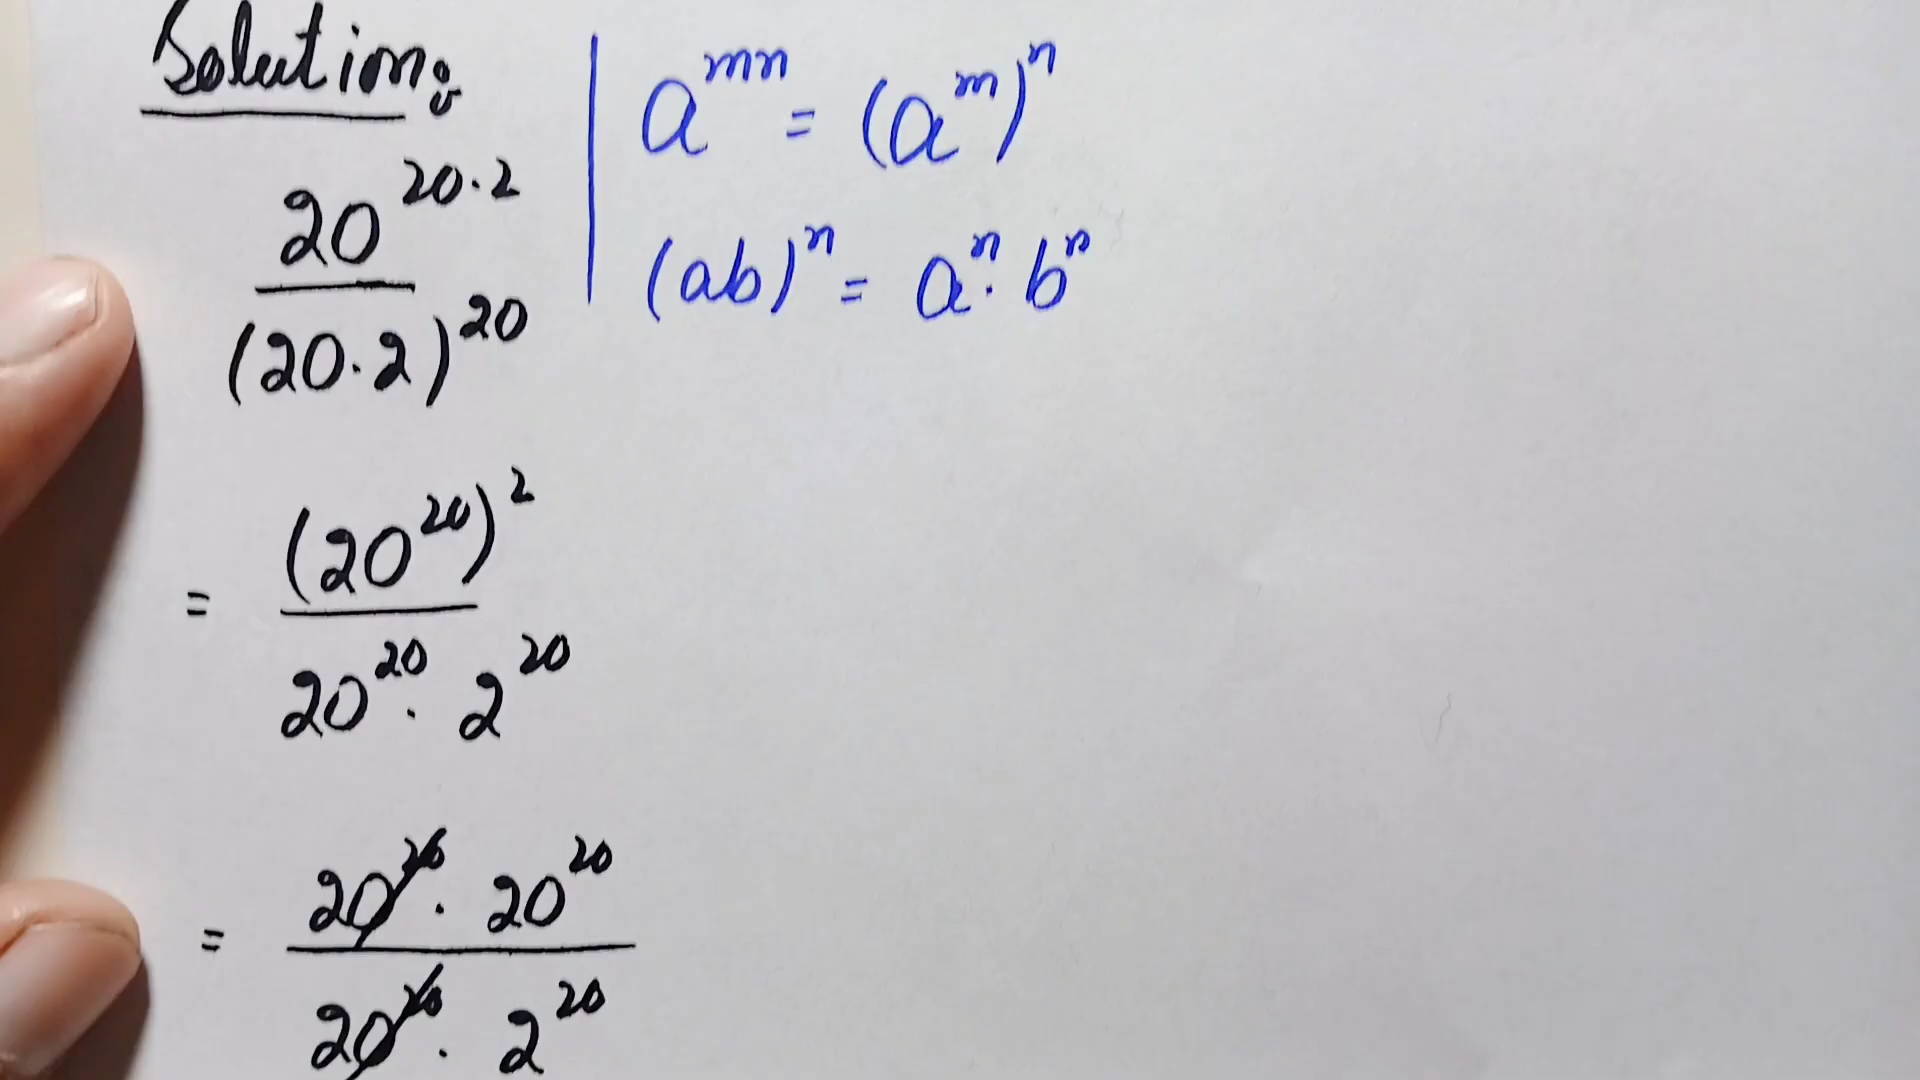 Solution:
20^{20·2}
(20·2)^{20}
= (20^{20})^2
20^{20} · 2^{20}
= 20^{20} · 20^{20}
20^{20} · 2^{20}
a^{mn} = (a^m)^n
(ab)^n = a^n · b^n